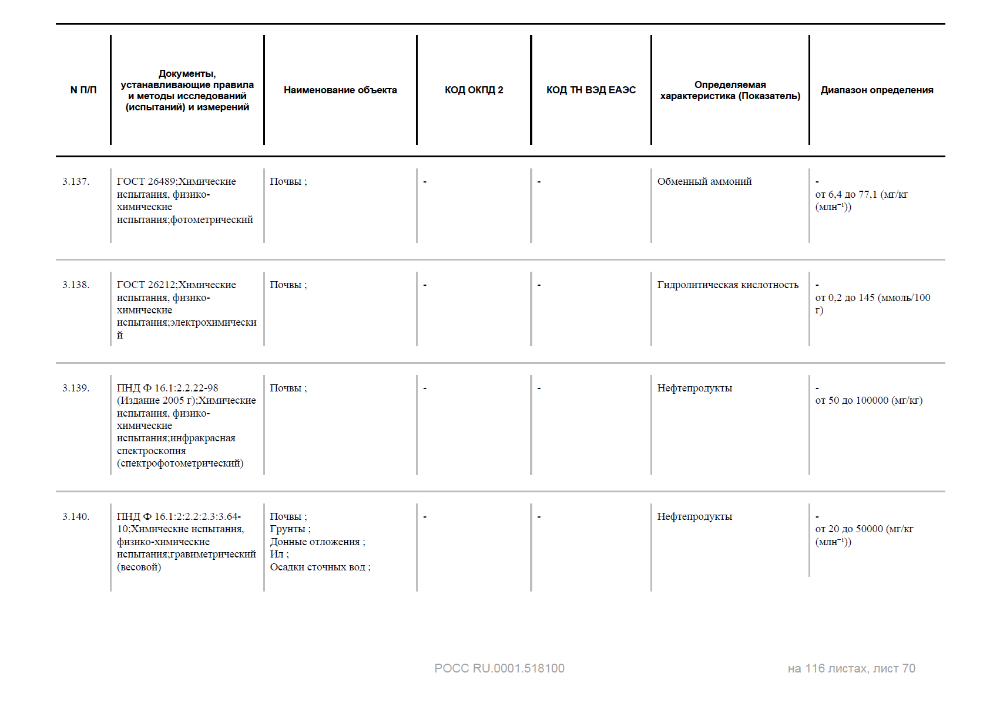 N П/П
Документы,
устанавливающие правила
и методы исследований
(испытаний) и измерений
Наименование объекта
КОД ОКПД 2
КОД ТН ВЭД ЕАЭС
Определяемая
характеристика (Показатель)
Диапазон определения
3.137.
ГОСТ 26489;Химические
испытания, физико-
химические
испытания;фотометрический
Почвы ;
-
-
Обменный аммоний
-
от 6,4 до 77,1 (мг/кг
(млн⁻¹))
3.138.
ГОСТ 26212;Химические
испытания, физико-
химические
испытания;электрохимически
й
Почвы ;
-
-
Гидролитическая кислотность
-
от 0,2 до 145 (ммоль/100
г)
3.139.
ПНД Ф 16.1:2.2.22-98
(Издание 2005 г);Химические
испытания, физико-
химические
испытания;инфракрасная
спектроскопия
(спектрофотометрический)
Почвы ;
-
-
Нефтепродукты
-
от 50 до 100000 (мг/кг)
3.140.
ПНД Ф 16.1:2:2.2:2.3:3.64-
10;Химические испытания,
физико-химические
испытания;гравиметрический
(весовой)
Почвы ;
Грунты ;
Донные отложения ;
Ил ;
Осадки сточных вод ;
-
-
Нефтепродукты
-
от 20 до 50000 (мг/кг
(млн⁻¹))
РОСС RU.0001.518100
на 116 листах, лист 70